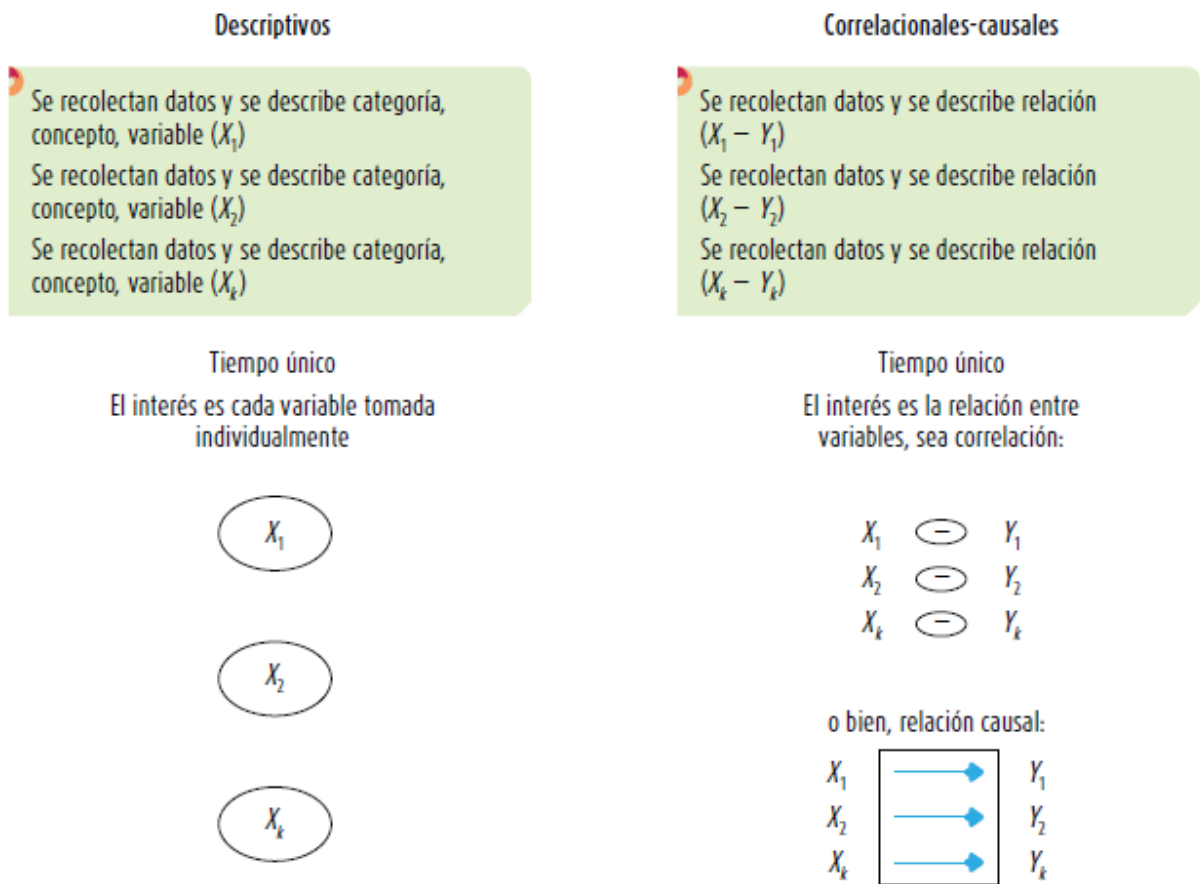 Descriptivos
Se recolectan datos y se describe categoría,
concepto, variable (X₁)
Se recolectan datos y se describe categoría,
concepto, variable (X₂)
Se recolectan datos y se describe categoría,
concepto, variable (Xₖ)
Tiempo único
El interés es cada variable tomada
individualmente
X₁
X₂
Xₖ
Correlacionales-causales
Se recolectan datos y se describe relación
(X₁ – Y₁)
Se recolectan datos y se describe relación
(X₂ – Y₂)
Se recolectan datos y se describe relación
(Xₖ – Yₖ)
Tiempo único
El interés es la relación entre
variables, sea correlación:
X₁ – Y₁
X₂ – Y₂
Xₖ – Yₖ
o bien, relación causal:
X₁ Y₁
X₂ Y₂
Xₖ Yₖ